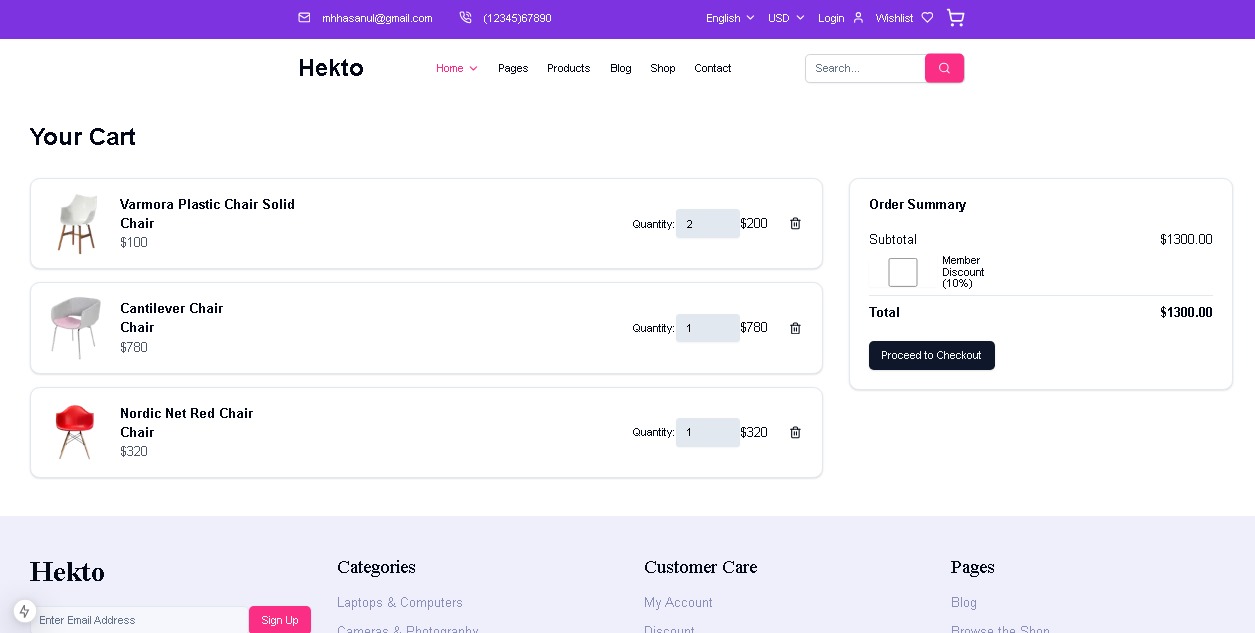 mhhasanul@gmail.com (12345)67890 English USD Login Wishlist
Hekto Home Pages Products Blog Shop Contact Search...
Your Cart
Varmora Plastic Chair Solid
Chair
$100
Quantity: 2 $200
Cantilever Chair
Chair
$780
Quantity: 1 $780
Nordic Net Red Chair
Chair
$320
Quantity: 1 $320
Order Summary
Subtotal $1300.00
Member
Discount
(10%)
Total $1300.00
Proceed to Checkout
Hekto
Enter Email Address Sign Up
Categories
Laptops & Computers
Cameras & Photography
Customer Care
My Account
Discount
Pages
Blog
Browse the Shop